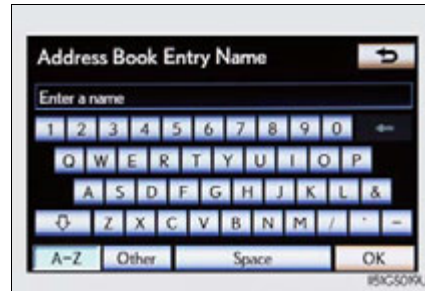 Address Book Entry Name
Enter a name
1 2 3 4 5 6 7 8 9 0
Q W E R T Y U I O P
A S D F G H J K L &
Z X C V B N M / ' -
A-Z Other Space OK